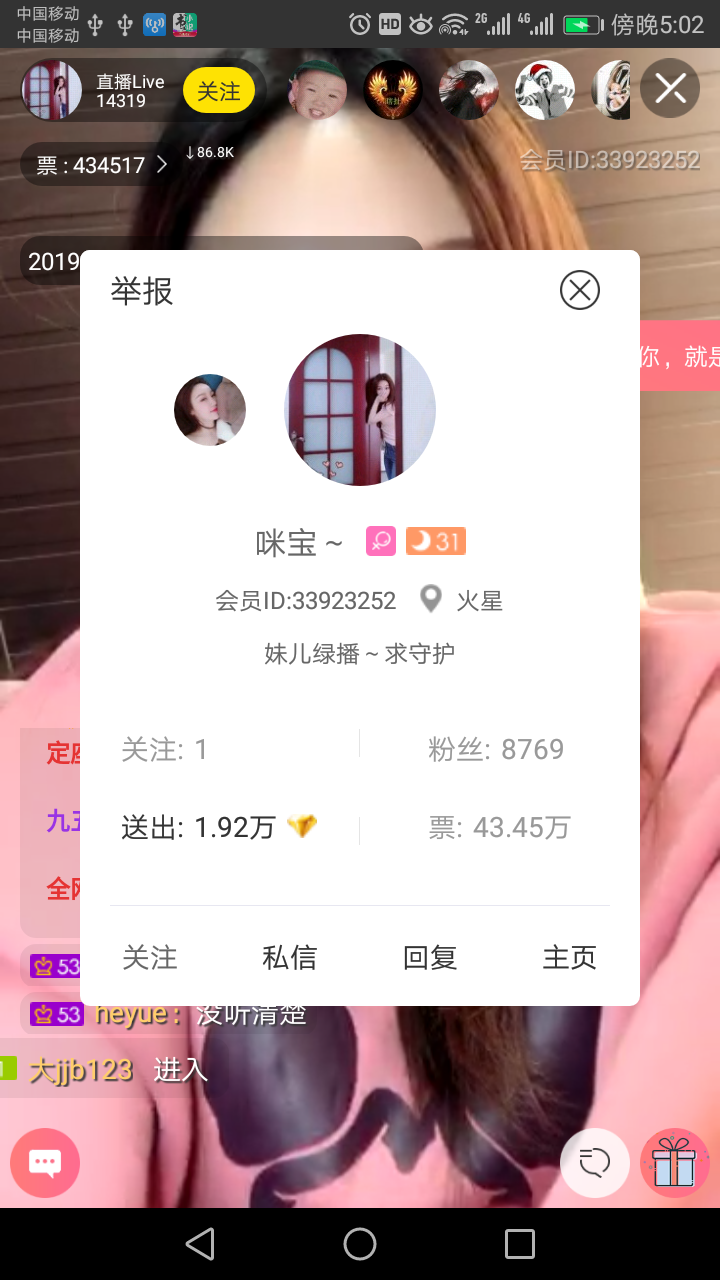 中国移动
中国移动
HD
2G
4G
傍晚5:02
直播Live
14319
关注
票 : 434517
↓86.8K
会员ID:33923252
2019
举报
你，就是
咪宝 ~
31
会员ID:33923252
火星
妹儿绿播 ~ 求守护
关注: 1
粉丝: 8769
送出: 1.92万
票: 43.45万
定
九五
全
关注
私信
回复
主页
53
53 heyue : 没听清楚
大jjb123 进入